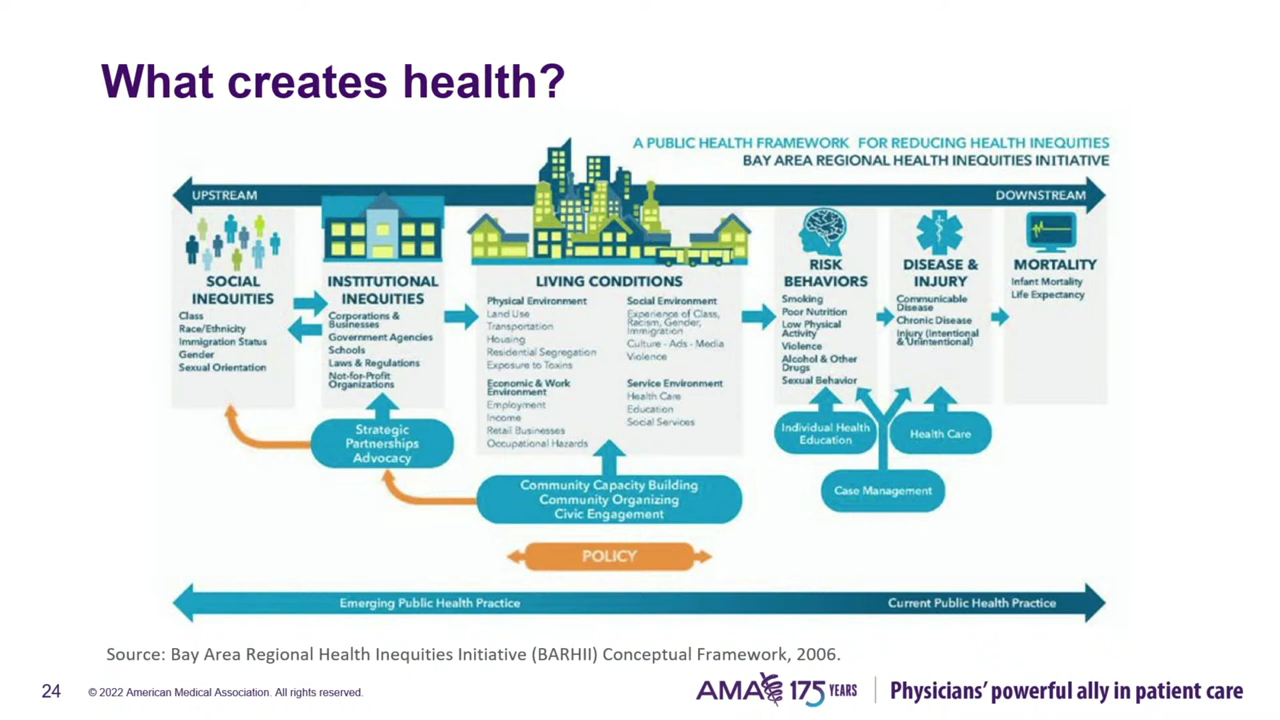 What creates health?
A PUBLIC HEALTH FRAMEWORK FOR REDUCING HEALTH INEQUITIES
BAY AREA REGIONAL HEALTH INEQUITIES INITIATIVE
UPSTREAM
DOWNSTREAM
SOCIAL
INEQUITIES
Class
Race/Ethnicity
Immigration Status
Gender
Sexual Orientation
INSTITUTIONAL
INEQUITIES
Corporations &
Businesses
Government Agencies
Schools
Laws & Regulations
Not-for-Profit
Organizations
LIVING CONDITIONS
Physical Environment
Land Use
Transportation
Housing
Residential Segregation
Exposure to Toxins
Economic & Work
Environment
Employment
Income
Retail Businesses
Occupational Hazards
Social Environment
Experience of Class,
Racism, Gender,
Immigration
Culture - Ads - Media
Violence
Service Environment
Health Care
Education
Social Services
RISK
BEHAVIORS
Smoking
Poor Nutrition
Low Physical
Activity
Violence
Alcohol & Other
Drugs
Sexual Behavior
DISEASE &
INJURY
Communicable
Disease
Chronic Disease
Injury (Intentional
& Unintentional)
MORTALITY
Infant Mortality
Life Expectancy
Strategic
Partnerships
Advocacy
Community Capacity Building
Community Organizing
Civic Engagement
Individual Health
Education
Health Care
Case Management
POLICY
Emerging Public Health Practice
Current Public Health Practice
Source: Bay Area Regional Health Inequities Initiative (BARHII) Conceptual Framework, 2006.
24
© 2022 American Medical Association. All rights reserved.
AMA 175 YEARS
Physicians' powerful ally in patient care